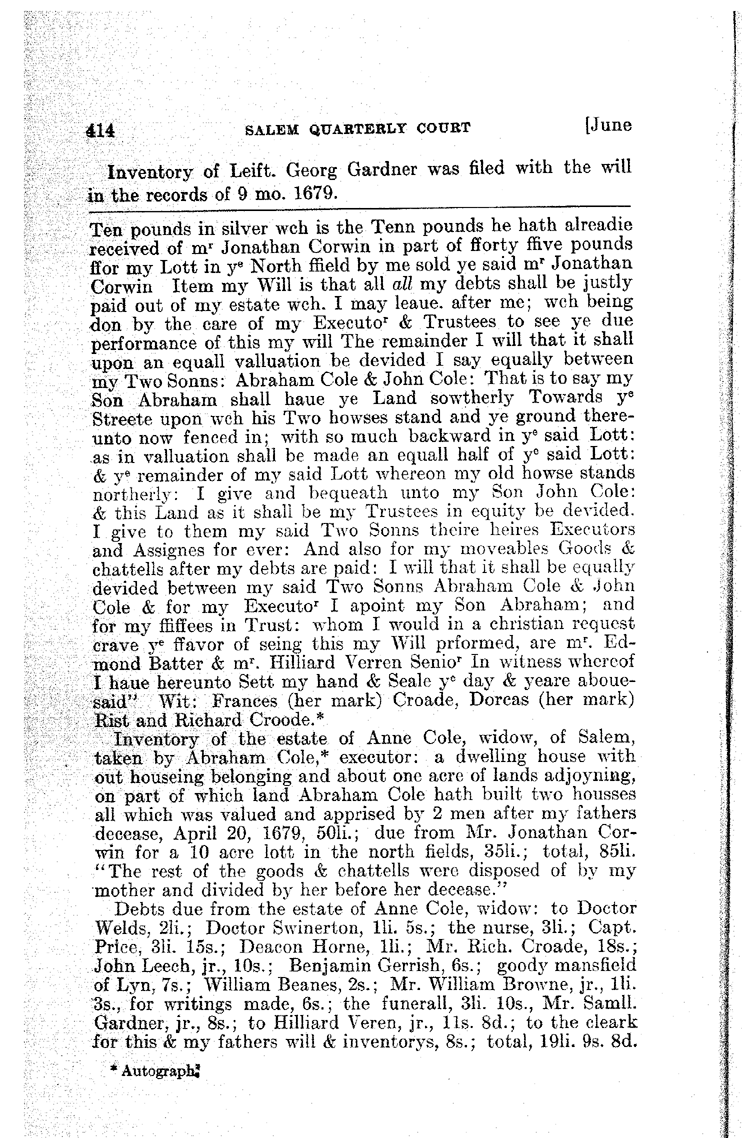 414 SALEM QUARTERLY COURT [June
Inventory of Leift. Georg Gardner was filed with the will
in the records of 9 mo. 1679.
Ten pounds in silver wch is the Tenn pounds he hath alreadie
received of mʳ Jonathan Corwin in part of fforty ffive pounds
ffor my Lott in yᵉ North ffield by me sold ye said mʳ Jonathan
Corwin Item my Will is that all all my debts shall be justly
paid out of my estate wch. I may leaue. after me; wch being
don by the care of my Executoʳ & Trustees to see ye due
performance of this my will The remainder I will that it shall
upon an equall valluation be devided I say equally between
my Two Sonns: Abraham Cole & John Cole: That is to say my
Son Abraham shall haue ye Land sowtherly Towards yᵉ
Streete upon wch his Two howses stand and ye ground there-
unto now fenced in; with so much backward in yᵉ said Lott:
as in valluation shall be made an equall half of yᵉ said Lott:
& yᵉ remainder of my said Lott whereon my old howse stands
northerly: I give and bequeath unto my Son John Cole:
& this Land as it shall be my Trustees in equity be devided.
I give to them my said Two Sonns theire heires Executors
and Assignes for ever: And also for my moveables Goods &
chattells after my debts are paid: I will that it shall be equally
devided between my said Two Sonns Abraham Cole & John
Cole & for my Executoʳ I apoint my Son Abraham; and
for my ffiffees in Trust: whom I would in a christian request
crave yᵉ ffavor of seing this my Will prformed, are mʳ. Ed-
mond Batter & mʳ. Hilliard Verren Senioʳ In witness whereof
I haue hereunto Sett my hand & Seale yᵉ day & yeare aboue-
said" Wit: Frances (her mark) Croade, Dorcas (her mark)
Rist and Richard Croode.*
Inventory of the estate of Anne Cole, widow, of Salem,
taken by Abraham Cole,* executor: a dwelling house with
out houseing belonging and about one acre of lands adjoyning,
on part of which land Abraham Cole hath built two housses
all which was valued and apprised by 2 men after my fathers
decease, April 20, 1679, 50li.; due from Mr. Jonathan Cor-
win for a 10 acre lott in the north fields, 35li.; total, 85li.
"The rest of the goods & chattells were disposed of by my
mother and divided by her before her decease."
Debts due from the estate of Anne Cole, widow: to Doctor
Welds, 2li.; Doctor Swinerton, 1li. 5s.; the nurse, 3li.; Capt.
Price, 3li. 15s.; Deacon Horne, 1li.; Mr. Rich. Croade, 18s.;
John Leech, jr., 10s.; Benjamin Gerrish, 6s.; goody mansfield
of Lyn, 7s.; William Beanes, 2s.; Mr. William Browne, jr., 1li.
3s., for writings made, 6s.; the funerall, 3li. 10s., Mr. Samll.
Gardner, jr., 8s.; to Hilliard Veren, jr., 11s. 8d.; to the cleark
for this & my fathers will & inventorys, 8s.; total, 19li. 9s. 8d.
* Autograph.